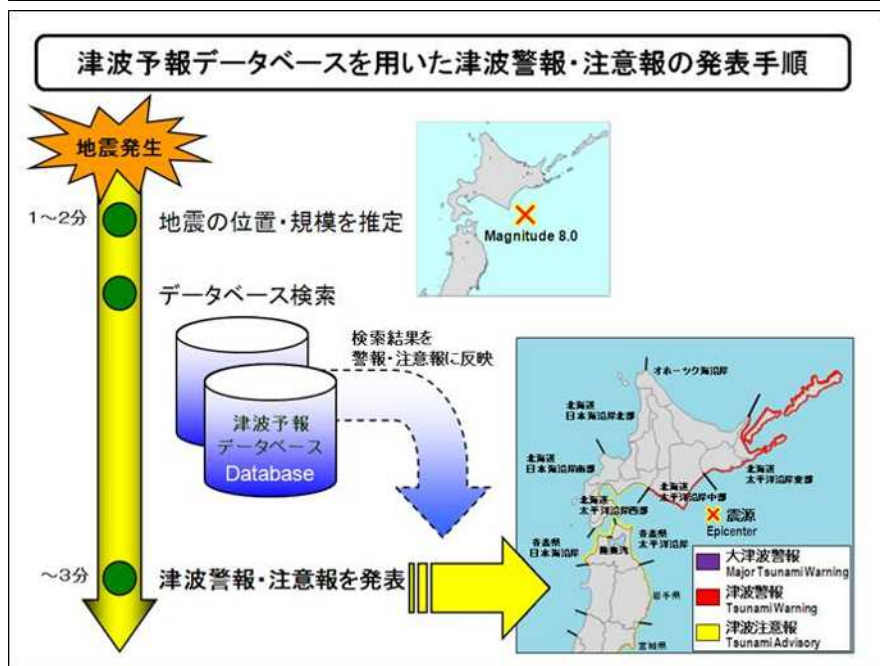 津波予報データベースを用いた津波警報・注意報の発表手順
地震発生
1~2分
地震の位置・規模を推定
Magnitude 8.0
データベース検索
検索結果を
警報・注意報に反映
津波予報
データベース
Database
オホーツク海沿岸
北海道
日本海沿岸北部
北海道
日本海沿岸南部
北海道
太平洋沿岸東部
北海道
太平洋沿岸中部
北海道
太平洋沿岸西部
震源
Epicenter
青森県
日本海沿岸
陸奥湾
青森県
太平洋沿岸
岩手県
宮城県
大津波警報
Major Tsunami Warning
津波警報
Tsunami Warning
津波注意報
Tsunami Advisory
~3分
津波警報・注意報を発表